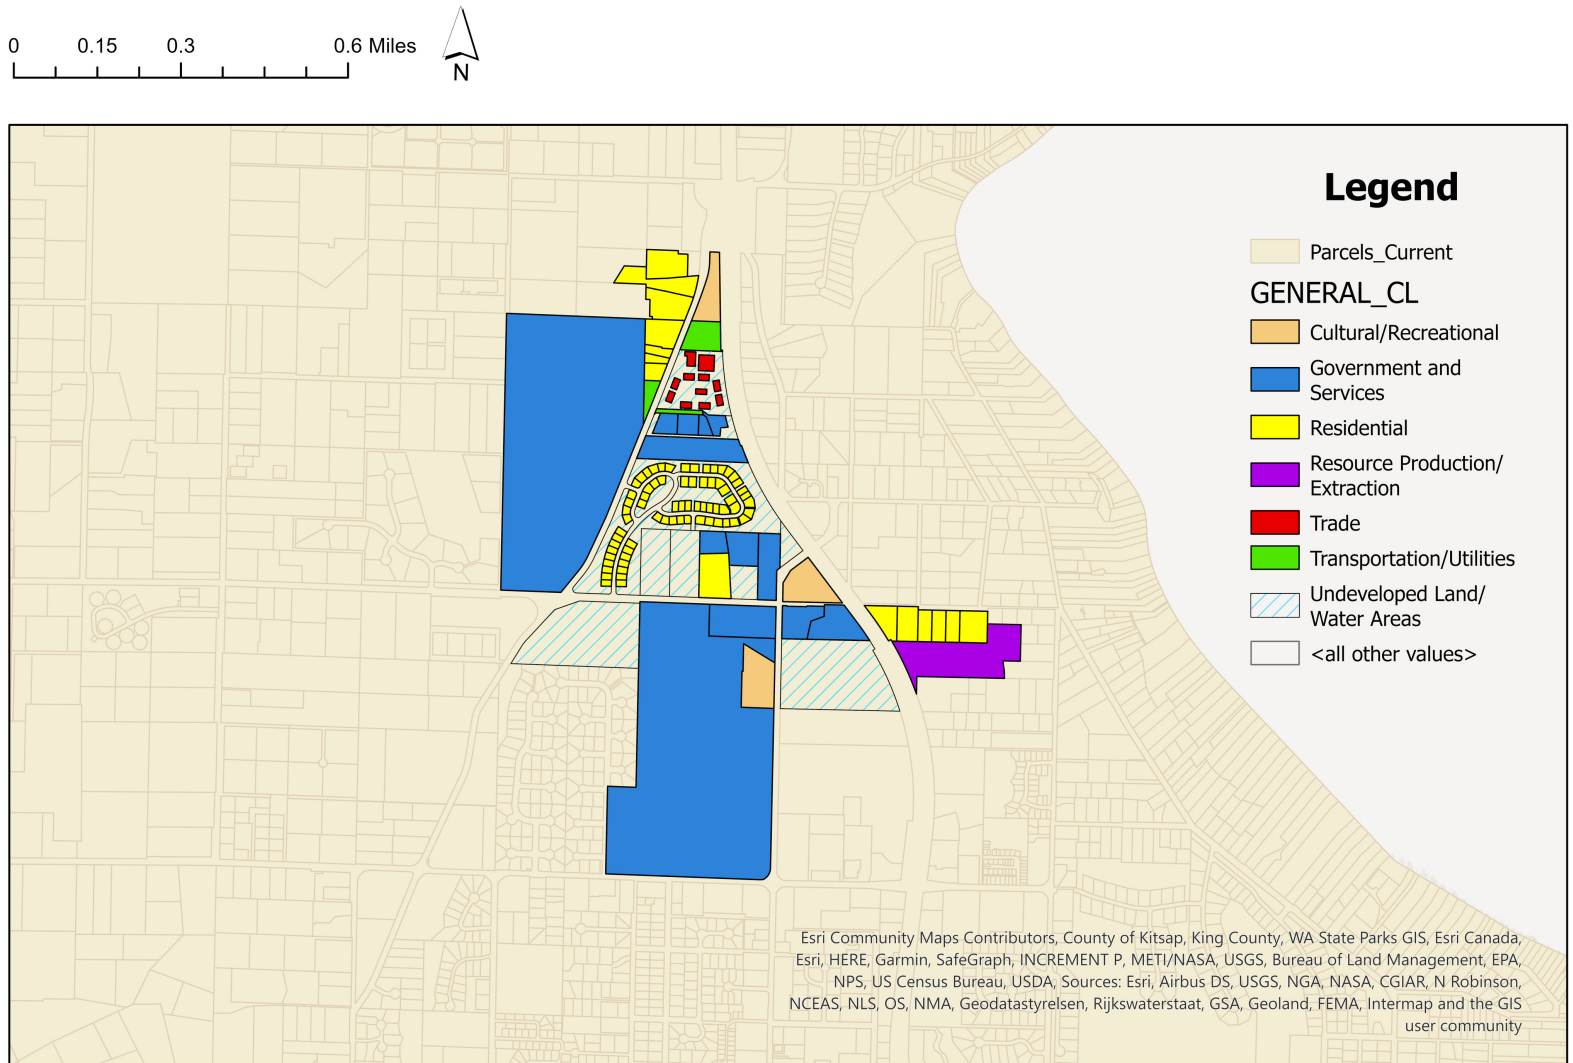 0 0.15 0.3 0.6 Miles
N
Legend
Parcels_Current
GENERAL_CL
Cultural/Recreational
Government and
Services
Residential
Resource Production/
Extraction
Trade
Transportation/Utilities
Undeveloped Land/
Water Areas
<all other values>
Esri Community Maps Contributors, County of Kitsap, King County, WA State Parks GIS, Esri Canada,
Esri, HERE, Garmin, SafeGraph, INCREMENT P, METI/NASA, USGS, Bureau of Land Management, EPA,
NPS, US Census Bureau, USDA, Sources: Esri, Airbus DS, USGS, NGA, NASA, CGIAR, N Robinson,
NCEAS, NLS, OS, NMA, Geodatastyrelsen, Rijkswaterstaat, GSA, Geoland, FEMA, Intermap and the GIS
user community